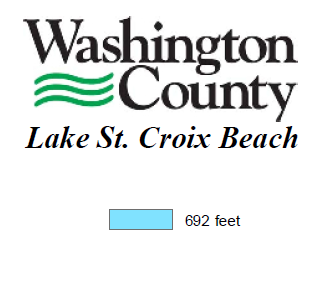 Washington
County
Lake St. Croix Beach
692 feet